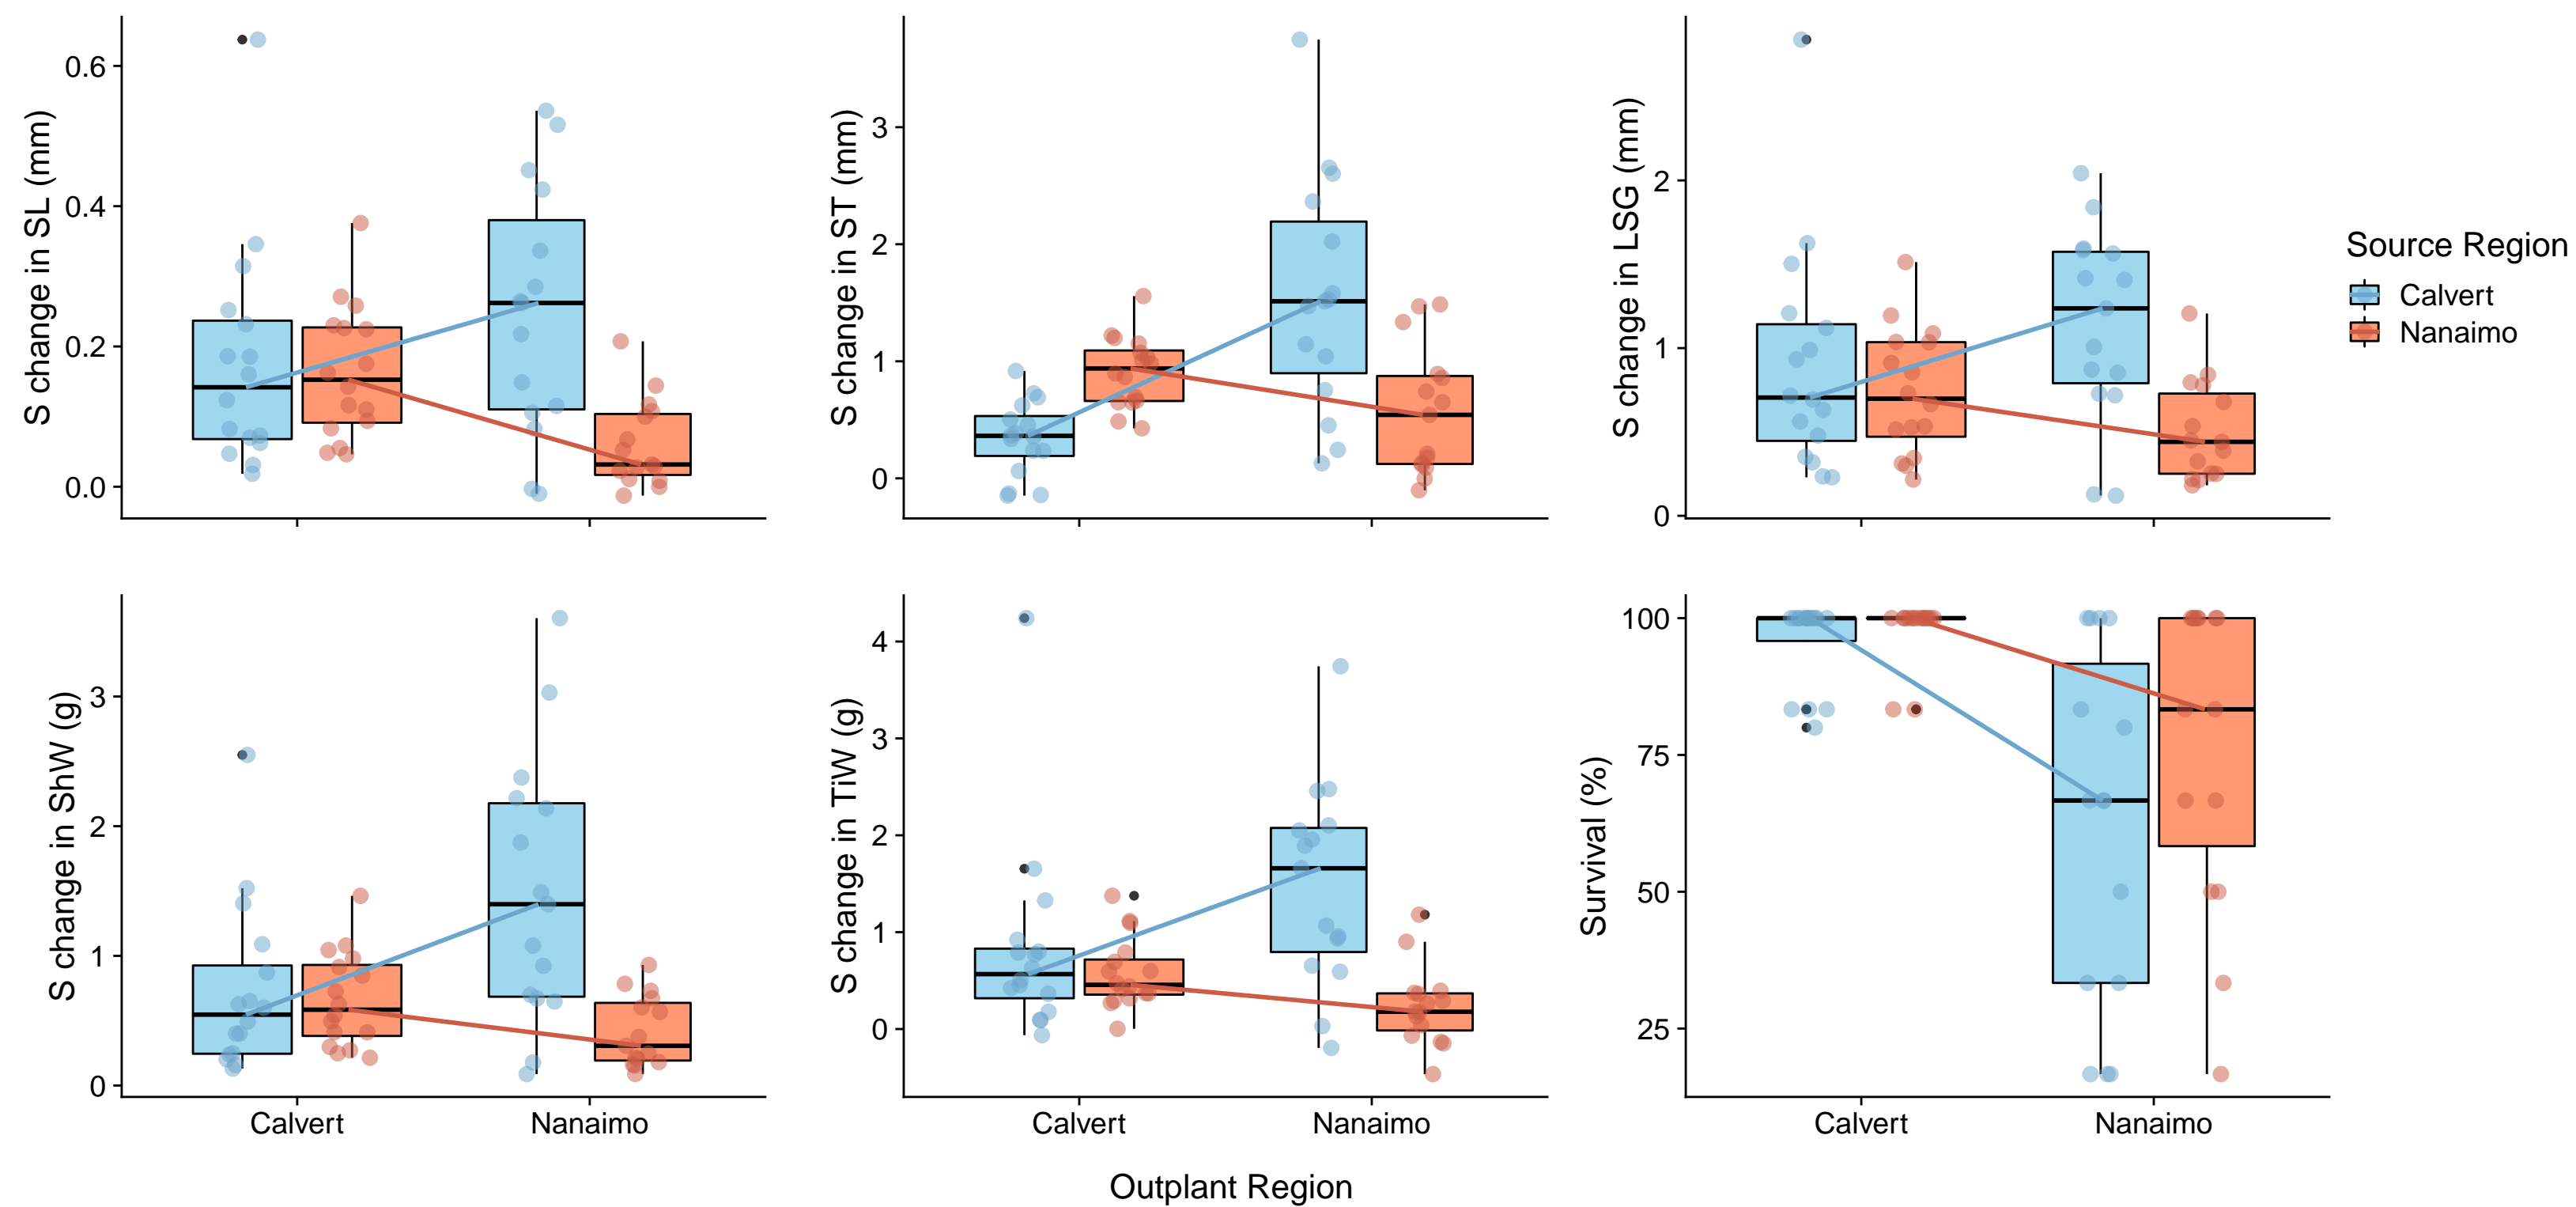 S change in SL (mm)
0.6
0.4
0.2
0.0
S change in ST (mm)
3
2
1
0
S change in LSG (mm)
2
1
0
Source Region
Calvert
Nanaimo
S change in ShW (g)
3
2
1
0
Calvert
Nanaimo
S change in TiW (g)
4
3
2
1
0
Calvert
Nanaimo
Survival (%)
100
75
50
25
Calvert
Nanaimo
Outplant Region